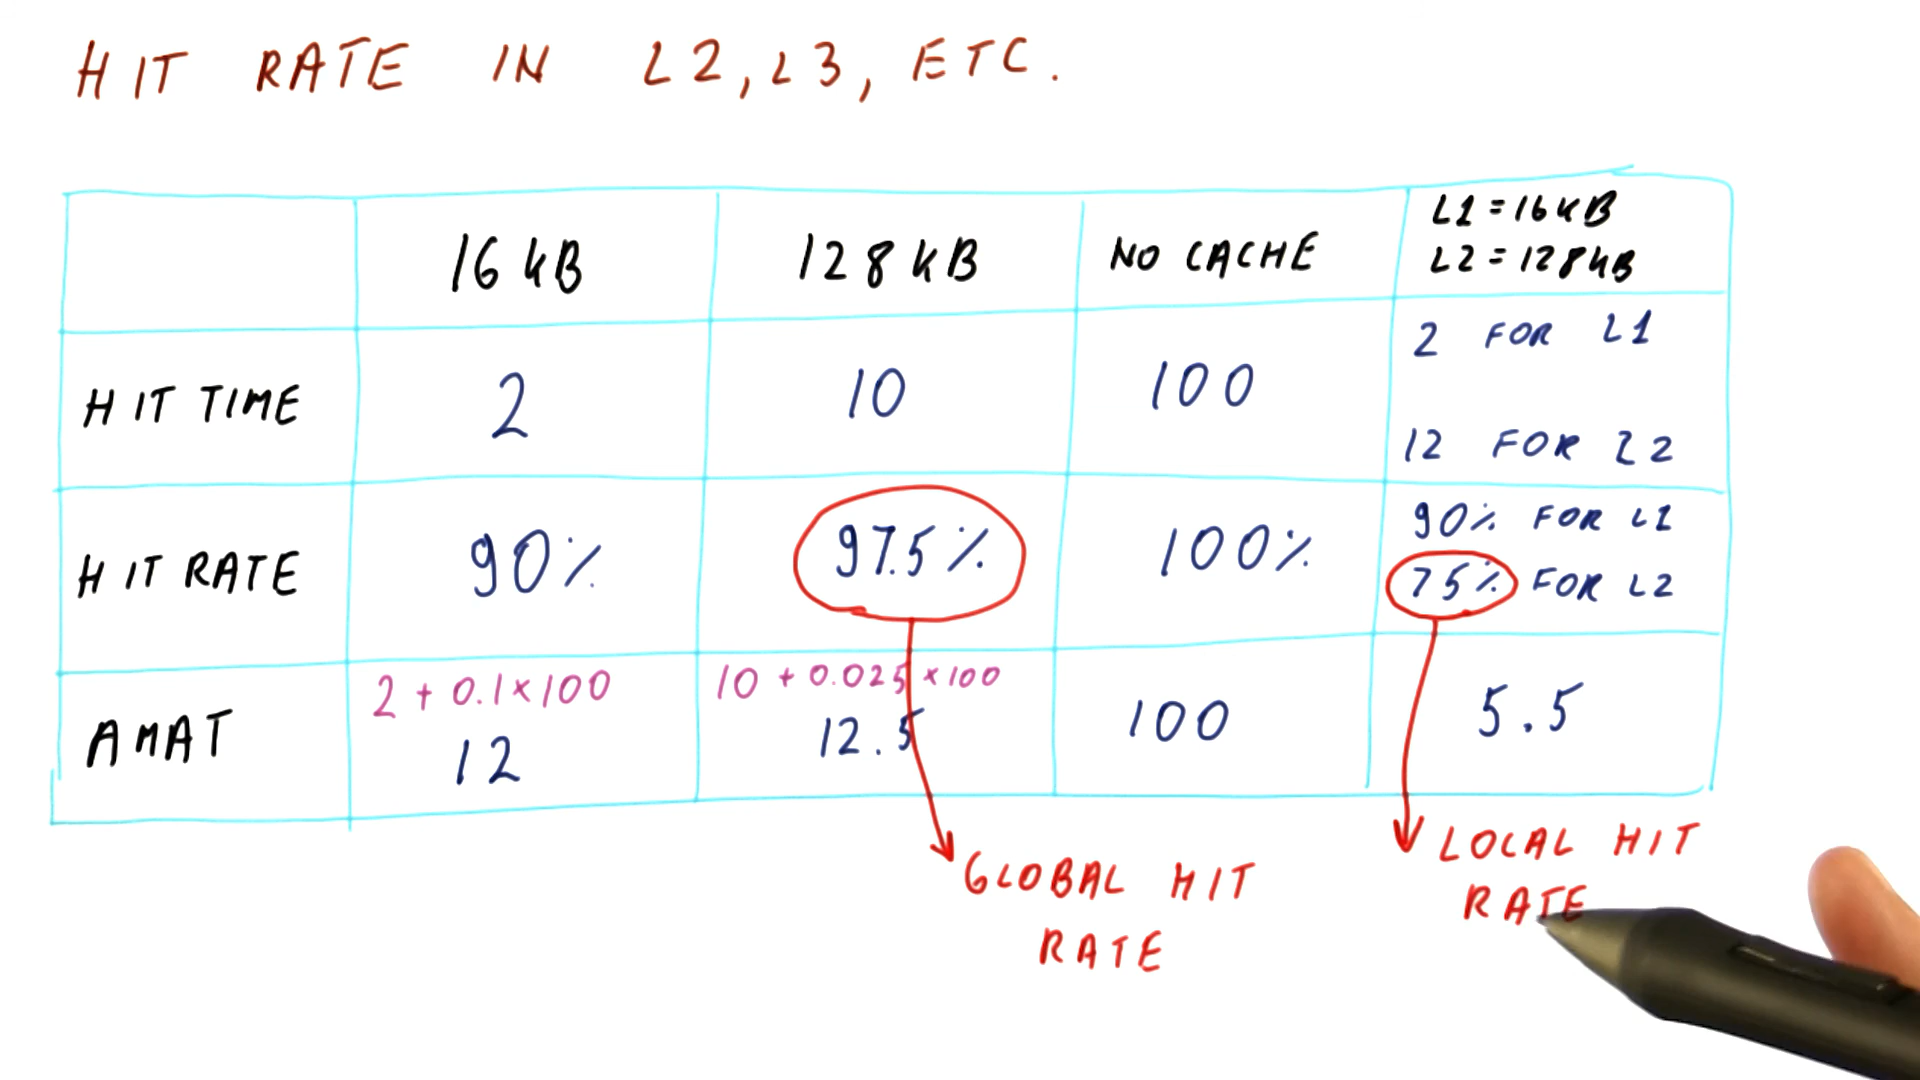 HIT RATE IN L2, L3, ETC.
16 kB 128 kB NO CACHE L1 = 16 kB
L2 = 128 kB
HIT TIME 2 10 100 2 FOR L1
12 FOR L2
HIT RATE 90% 97.5% 100% 90% FOR L1
75% FOR L2
AMAT 2 + 0.1 × 100 10 + 0.025 × 100 100 5.5
12 12.5
GLOBAL HIT
RATE
LOCAL HIT
RATE